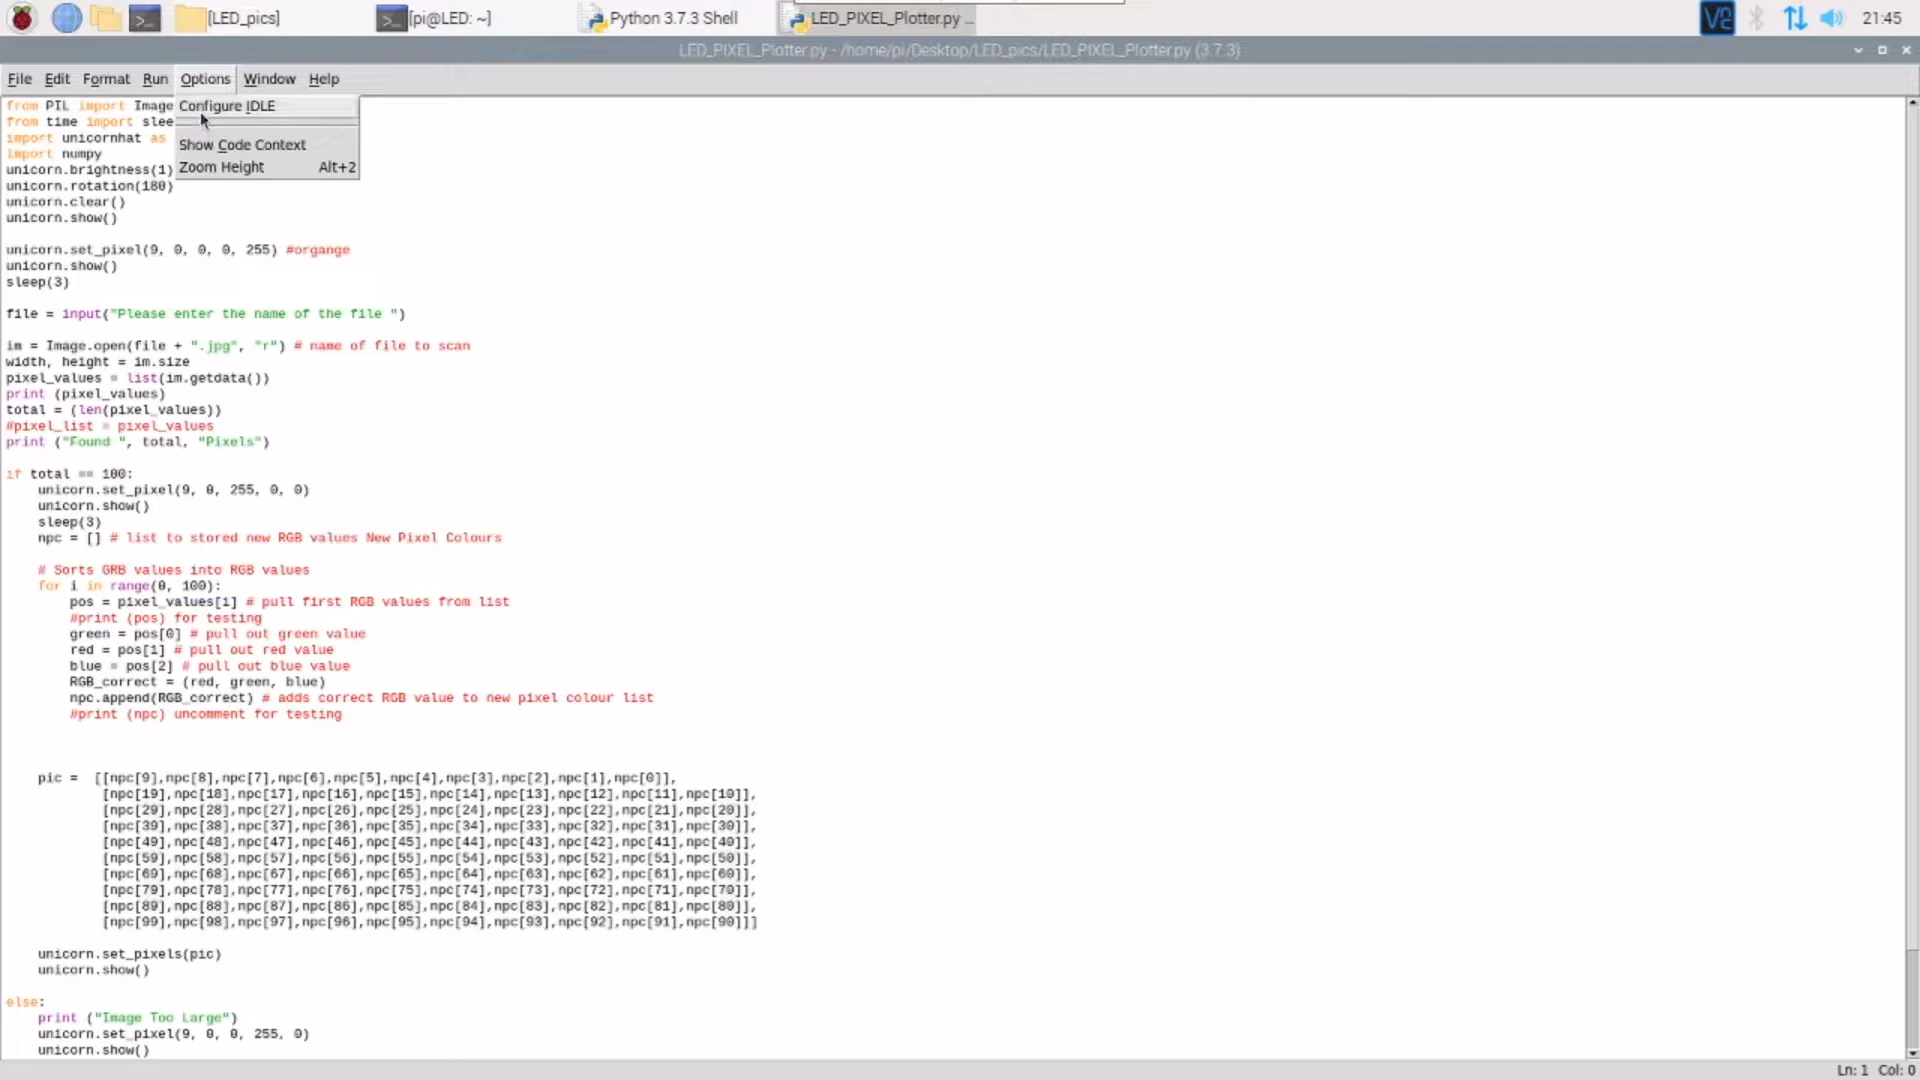 [LED_pics] [pi@LED: ~] Python 3.7.3 Shell LED_PIXEL_Plotter.py ... 21:45
LED_PIXEL_Plotter.py - /home/pi/Desktop/LED_pics/LED_PIXEL_Plotter.py (3.7.3)
File Edit Format Run Options Window Help
Configure IDLE
Show Code Context
Zoom Height Alt+2
from PIL import Image
from time import slee
import unicornhat as
import numpy
unicorn.brightness(1)
unicorn.rotation(180)
unicorn.clear()
unicorn.show()
unicorn.set_pixel(9, 0, 0, 0, 255) #organge
unicorn.show()
sleep(3)
file = input("Please enter the name of the file ")
im = Image.open(file + ".jpg", "r") # name of file to scan
width, height = im.size
pixel_values = list(im.getdata())
print (pixel_values)
total = (len(pixel_values))
#pixel_list = pixel_values
print ("Found ", total, "Pixels")
if total == 100:
    unicorn.set_pixel(9, 0, 255, 0, 0)
    unicorn.show()
    sleep(3)
    npc = [] # list to stored new RGB values New Pixel Colours
    # Sorts GRB values into RGB values
    for i in range(0, 100):
        pos = pixel_values[i] # pull first RGB values from list
        #print (pos) for testing
        green = pos[0] # pull out green value
        red = pos[1] # pull out red value
        blue = pos[2] # pull out blue value
        RGB_correct = (red, green, blue)
        npc.append(RGB_correct) # adds correct RGB value to new pixel colour list
        #print (npc) uncomment for testing
    pic =  [[npc[9],npc[8],npc[7],npc[6],npc[5],npc[4],npc[3],npc[2],npc[1],npc[0]],
            [npc[19],npc[18],npc[17],npc[16],npc[15],npc[14],npc[13],npc[12],npc[11],npc[10]],
            [npc[29],npc[28],npc[27],npc[26],npc[25],npc[24],npc[23],npc[22],npc[21],npc[20]],
            [npc[39],npc[38],npc[37],npc[36],npc[35],npc[34],npc[33],npc[32],npc[31],npc[30]],
            [npc[49],npc[48],npc[47],npc[46],npc[45],npc[44],npc[43],npc[42],npc[41],npc[40]],
            [npc[59],npc[58],npc[57],npc[56],npc[55],npc[54],npc[53],npc[52],npc[51],npc[50]],
            [npc[69],npc[68],npc[67],npc[66],npc[65],npc[64],npc[63],npc[62],npc[61],npc[60]],
            [npc[79],npc[78],npc[77],npc[76],npc[75],npc[74],npc[73],npc[72],npc[71],npc[70]],
            [npc[89],npc[88],npc[87],npc[86],npc[85],npc[84],npc[83],npc[82],npc[81],npc[80]],
            [npc[99],npc[98],npc[97],npc[96],npc[95],npc[94],npc[93],npc[92],npc[91],npc[90]]]
    unicorn.set_pixels(pic)
    unicorn.show()
else:
    print ("Image Too Large")
    unicorn.set_pixel(9, 0, 0, 255, 0)
    unicorn.show()
Ln: 1 Col: 0